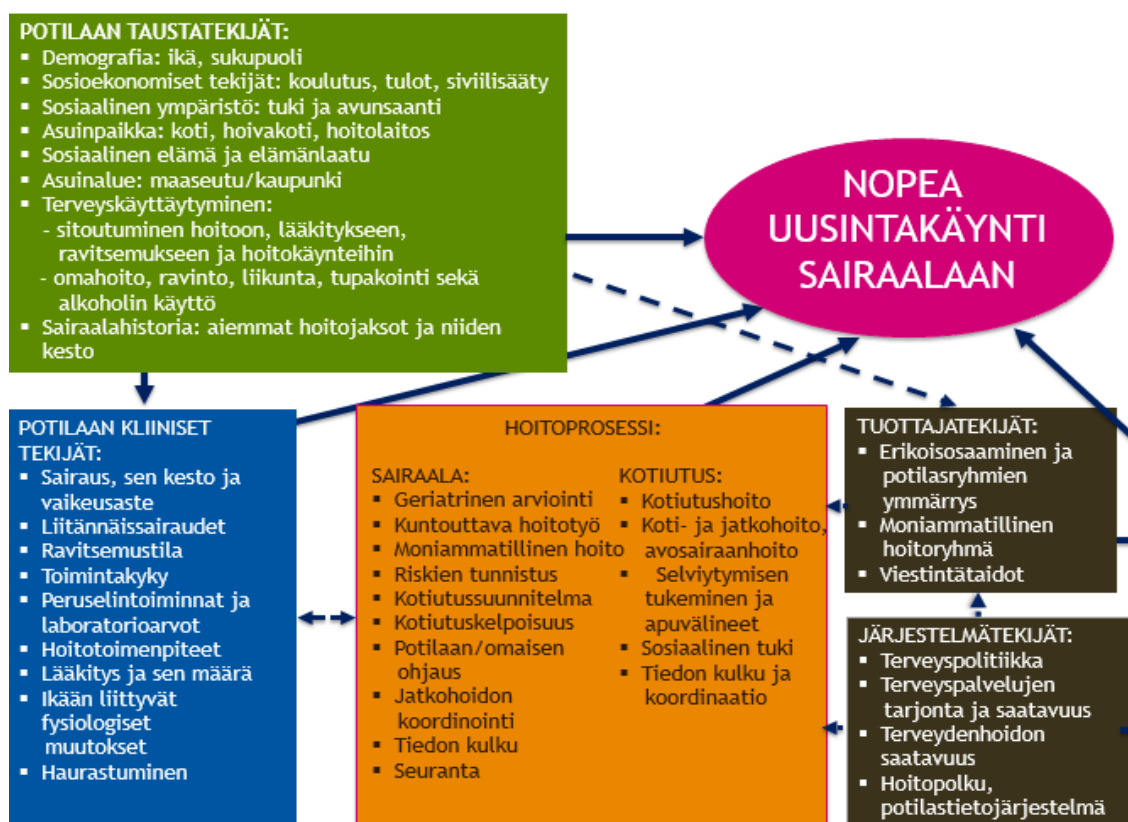 POTILAAN TAUSTATEKIJÄT:
▪ Demografia: ikä, sukupuoli
▪ Sosioekonomiset tekijät: koulutus, tulot, siviilisääty
▪ Sosiaalinen ympäristö: tuki ja avunsaanti
▪ Asuinpaikka: koti, hoivakoti, hoitolaitos
▪ Sosiaalinen elämä ja elämänlaatu
▪ Asuinalue: maaseutu/kaupunki
▪ Terveyskäyttäytyminen:
- sitoutuminen hoitoon, lääkitykseen,
ravitsemukseen ja hoitokäynteihin
- omahoito, ravinto, liikunta, tupakointi sekä
alkoholin käyttö
▪ Sairaalahistoria: aiemmat hoitojaksot ja niiden
kesto
NOPEA
UUSINTAKÄYNTI
SAIRAALAAN
POTILAAN KLIINISET
TEKIJÄT:
▪ Sairaus, sen kesto ja
vaikeusaste
▪ Liitännäissairaudet
▪ Ravitsemustila
▪ Toimintakyky
▪ Peruselintoiminnat ja
laboratorioarvot
▪ Hoitotoimenpiteet
▪ Lääkitys ja sen määrä
▪ Ikään liittyvät
fysiologiset
muutokset
▪ Haurastuminen
HOITOPROSESSI:
SAIRAALA:
▪ Geriatrinen arviointi
▪ Kuntouttava hoitotyö
▪ Moniammatillinen hoito
▪ Riskien tunnistus
▪ Kotiutussuunnitelma
▪ Kotiutuskelpoisuus
▪ Potilaan/omaisen
ohjaus
▪ Jatkohoidon
koordinointi
▪ Tiedon kulku
▪ Seuranta
KOTIUTUS:
▪ Kotiutushoito
▪ Koti- ja jatkohoito,
avosairaanhoito
▪ Selviytymisen
tukeminen ja
apuvälineet
▪ Sosiaalinen tuki
▪ Tiedon kulku ja
koordinaatio
TUOTTAJATEKIJÄT:
▪ Erikoisosaaminen ja
potilasryhmien
ymmärrys
▪ Moniammatillinen
hoitoryhmä
▪ Viestintätaidot
JÄRJESTELMÄTEKIJÄT:
▪ Terveyspolitiikka
▪ Terveyspalvelujen
tarjonta ja saatavuus
▪ Terveydenhoidon
saatavuus
▪ Hoitopolku,
potilastietojärjestelmä